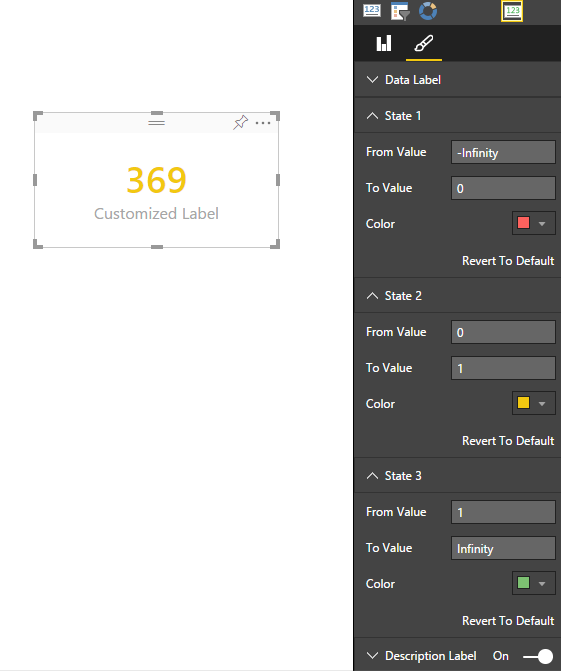 123
123
369
Customized Label
Data Label
State 1
From Value -Infinity
To Value 0
Color
Revert To Default
State 2
From Value 0
To Value 1
Color
Revert To Default
State 3
From Value 1
To Value Infinity
Color
Revert To Default
Description Label On